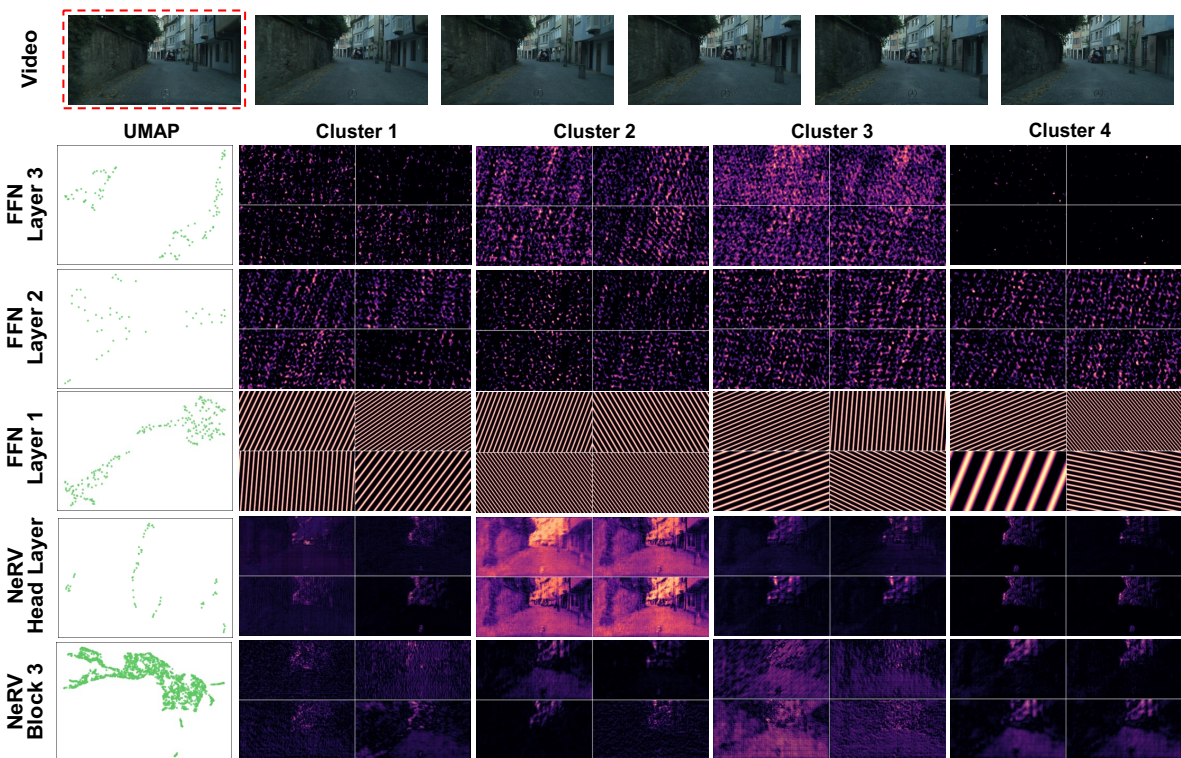 Video
UMAP
Cluster 1
Cluster 2
Cluster 3
Cluster 4
FFN
Layer 3
FFN
Layer 2
FFN
Layer 1
NeRV
Head Layer
NeRV
Block 3